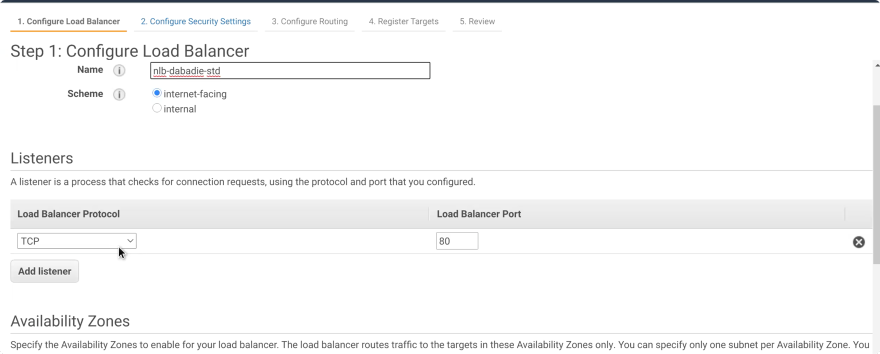 1. Configure Load Balancer 2. Configure Security Settings 3. Configure Routing 4. Register Targets 5. Review
Step 1: Configure Load Balancer
Name i nlb-dabadie-std
Scheme i internet-facing
internal
Listeners
A listener is a process that checks for connection requests, using the protocol and port that you configured.
Load Balancer Protocol Load Balancer Port
TCP 80
Add listener
Availability Zones
Specify the Availability Zones to enable for your load balancer. The load balancer routes traffic to the targets in these Availability Zones only. You can specify only one subnet per Availability Zone. You